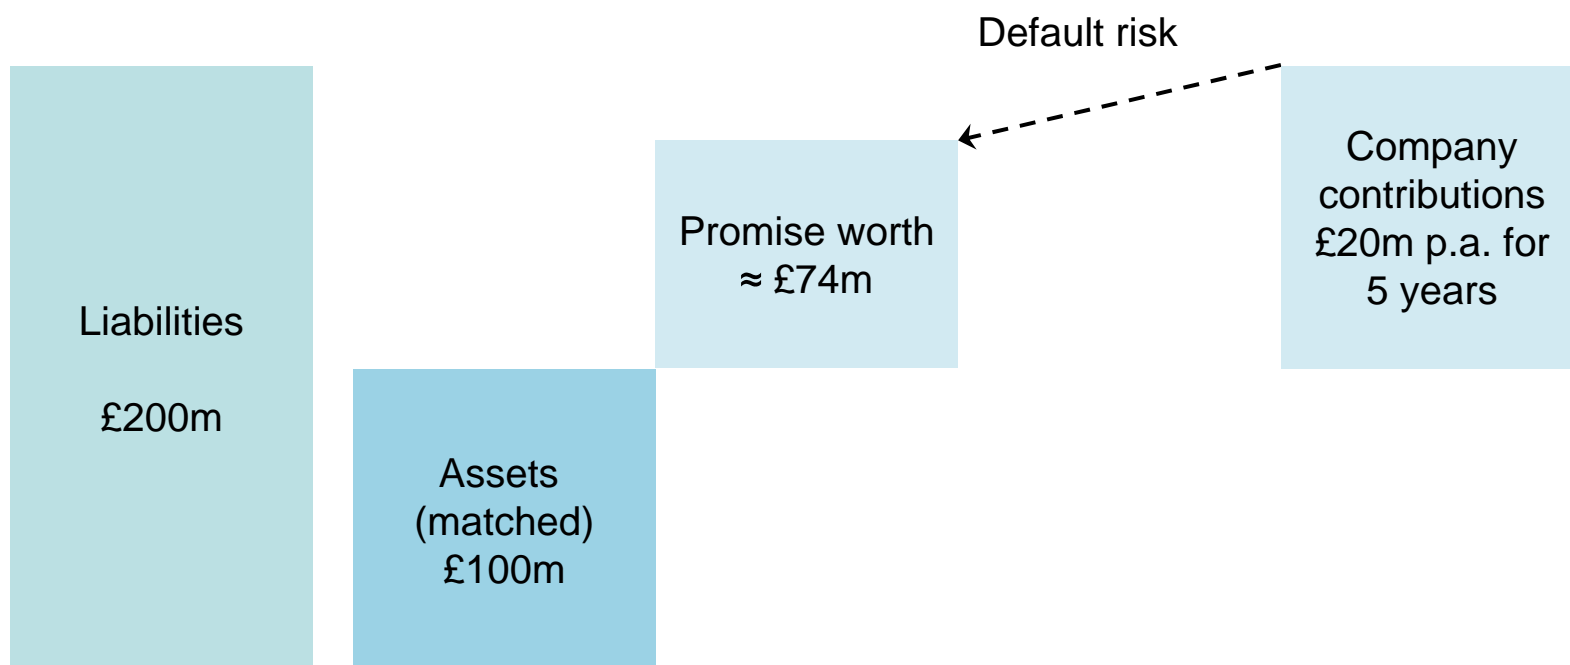 Default risk
Company
contributions
£20m p.a. for
5 years
Promise worth
≈ £74m
Liabilities
£200m
Assets
(matched)
£100m